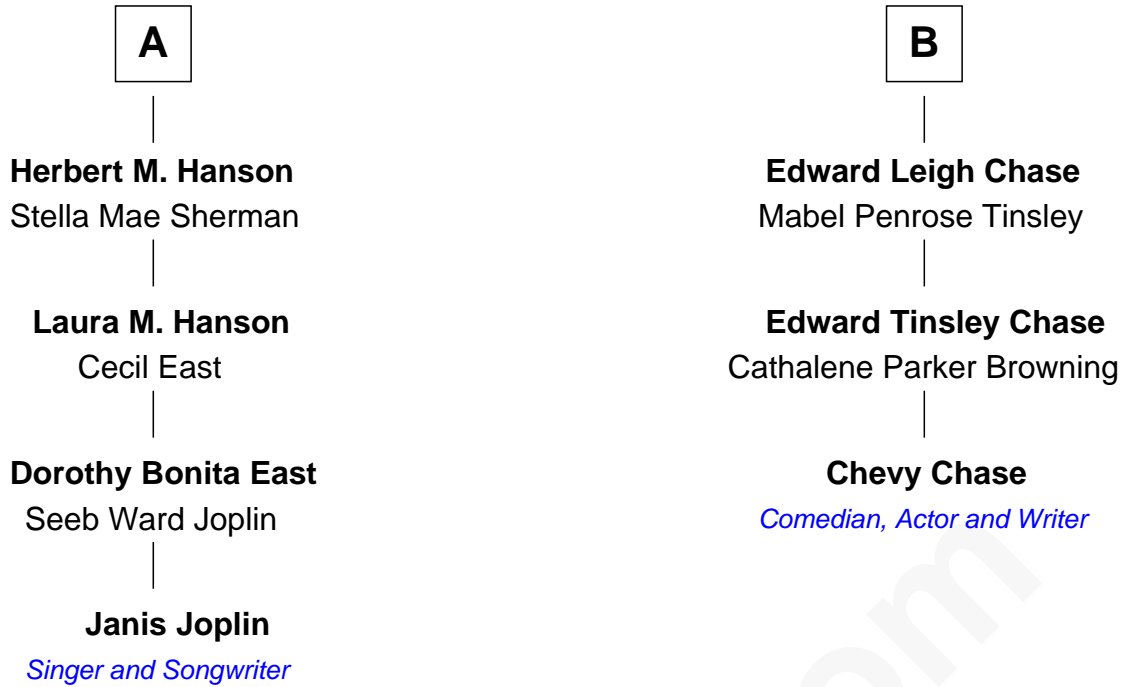 A
Herbert M. Hanson
Stella Mae Sherman
Laura M. Hanson
Cecil East
Dorothy Bonita East
Seeb Ward Joplin
Janis Joplin
Singer and Songwriter
B
Edward Leigh Chase
Mabel Penrose Tinsley
Edward Tinsley Chase
Cathalene Parker Browning
Chevy Chase
Comedian, Actor and Writer
om